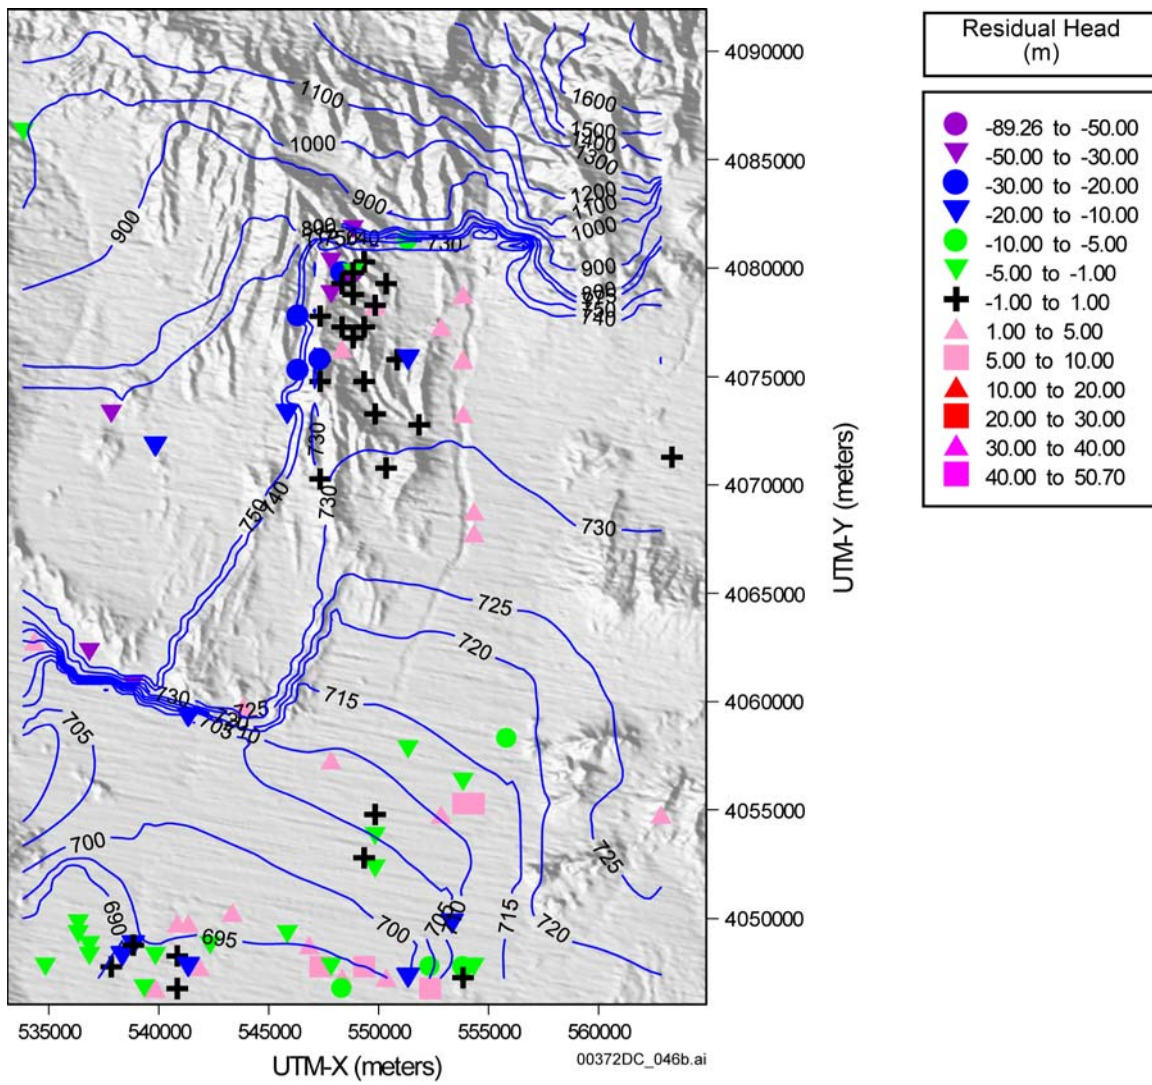 Residual Head
(m)
-89.26 to -50.00
-50.00 to -30.00
-30.00 to -20.00
-20.00 to -10.00
-10.00 to -5.00
-5.00 to -1.00
-1.00 to 1.00
1.00 to 5.00
5.00 to 10.00
10.00 to 20.00
20.00 to 30.00
30.00 to 40.00
40.00 to 50.70
4090000
4085000
4080000
4075000
4070000
4065000
4060000
4055000
4050000
UTM-Y (meters)
1600
1500
1400
1300
1200
1100
1000
900
740
1100
1000
900
900
800
730
730
750
740
730
730
725
720
715
730
725
705
705
700
725
720
715
705
700
695
690
535000 540000 545000 550000 555000 560000
UTM-X (meters)
00372DC_046b.ai